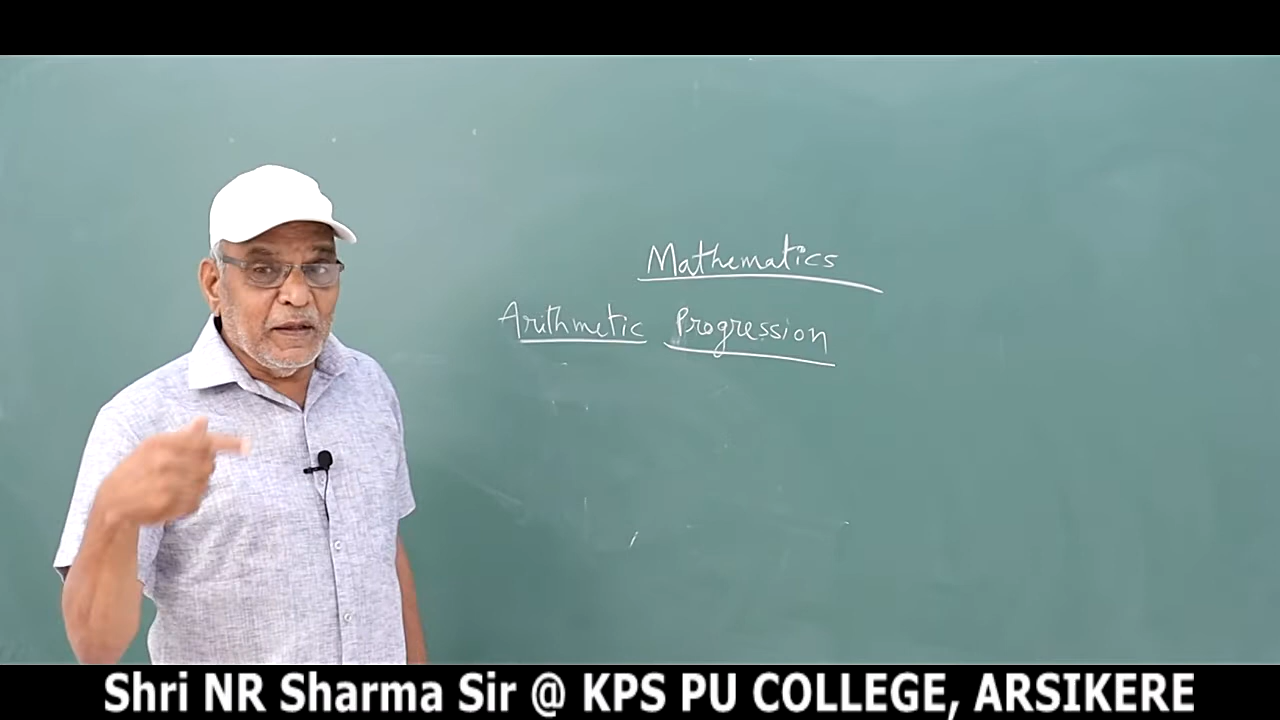 Mathematics
Arithmetic Progression
Shri NR Sharma Sir @ KPS PU COLLEGE, ARSIKERE